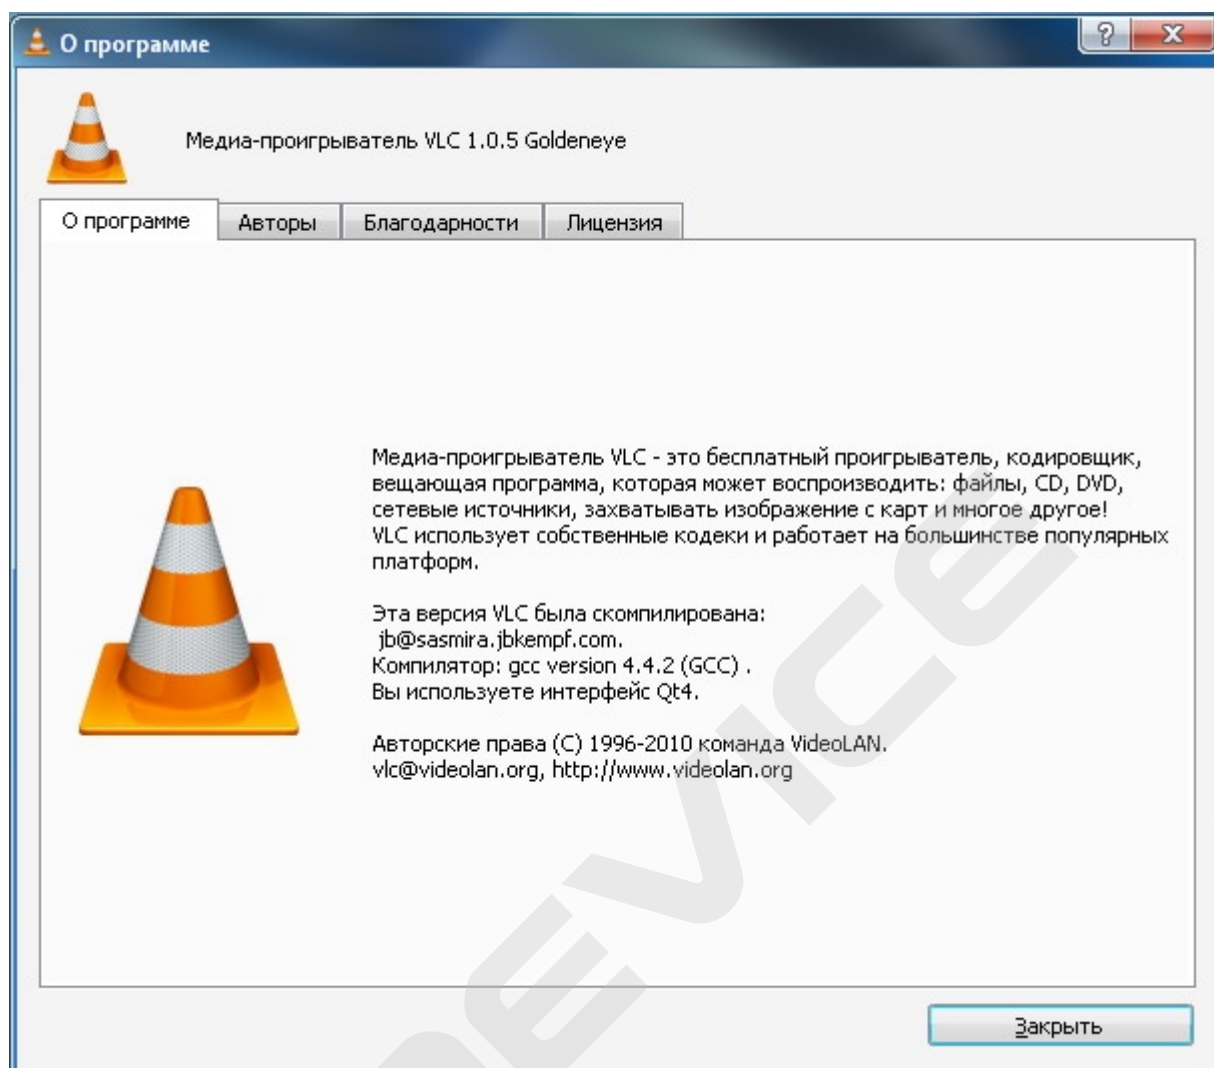 О программе
Медиа-проигрыватель VLC 1.0.5 Goldeneye
О программе Авторы Благодарности Лицензия
Медиа-проигрыватель VLC - это бесплатный проигрыватель, кодировщик,
вещающая программа, которая может воспроизводить: файлы, CD, DVD,
сетевые источники, захватывать изображение с карт и многое другое!
VLC использует собственные кодеки и работает на большинстве популярных
платформ.
Эта версия VLC была скомпилирована:
jb@sasmira.jbkempf.com.
Компилятор: gcc version 4.4.2 (GCC) .
Вы используете интерфейс Qt4.
Авторские права (C) 1996-2010 команда VideoLAN.
vlc@videolan.org, http://www.videolan.org
Закрыть